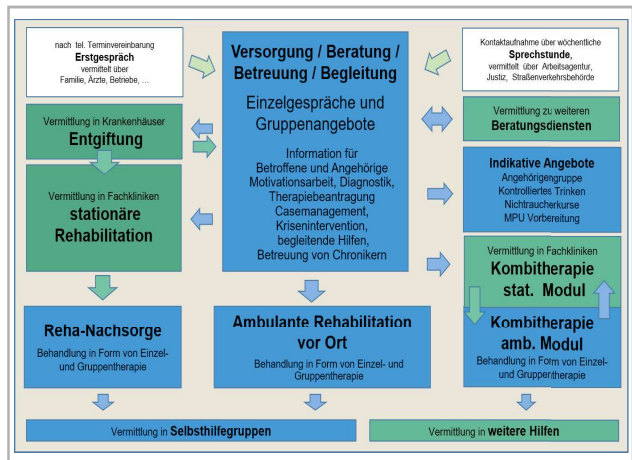 nach tel. Terminvereinbarung
Erstgespräch
vermittelt über
Familie, Ärzte, Betriebe, ...
Versorgung / Beratung /
Betreuung / Begleitung
Einzelgespräche und
Gruppenangebote
Information für
Betroffene und Angehörige
Motivationsarbeit, Diagnostik,
Therapiebeantragung
Casemanagement,
Krisenintervention,
begleitende Hilfen,
Betreuung von Chronikern
Kontaktaufnahme über wöchentliche
Sprechstunde,
vermittelt über Arbeitsagentur,
Justiz, Straßenverkehrsbehörde
Vermittlung in Krankenhäuser
Entgiftung
Vermittlung zu weiteren
Beratungsdiensten
Indikative Angebote
Angehörigengruppe
Kontrolliertes Trinken
Nichtraucherkurse
MPU Vorbereitung
Vermittlung in Fachkliniken
stationäre
Rehabilitation
Vermittlung in Fachkliniken
Kombitherapie
stat. Modul
Reha-Nachsorge
Behandlung in Form von Einzel-
und Gruppentherapie
Ambulante Rehabilitation
vor Ort
Behandlung in Form von Einzel- und
Gruppentherapie
Kombitherapie
amb. Modul
Behandlung in Form von Einzel-
und Gruppentherapie
Vermittlung in Selbsthilfegruppen
Vermittlung in weitere Hilfen